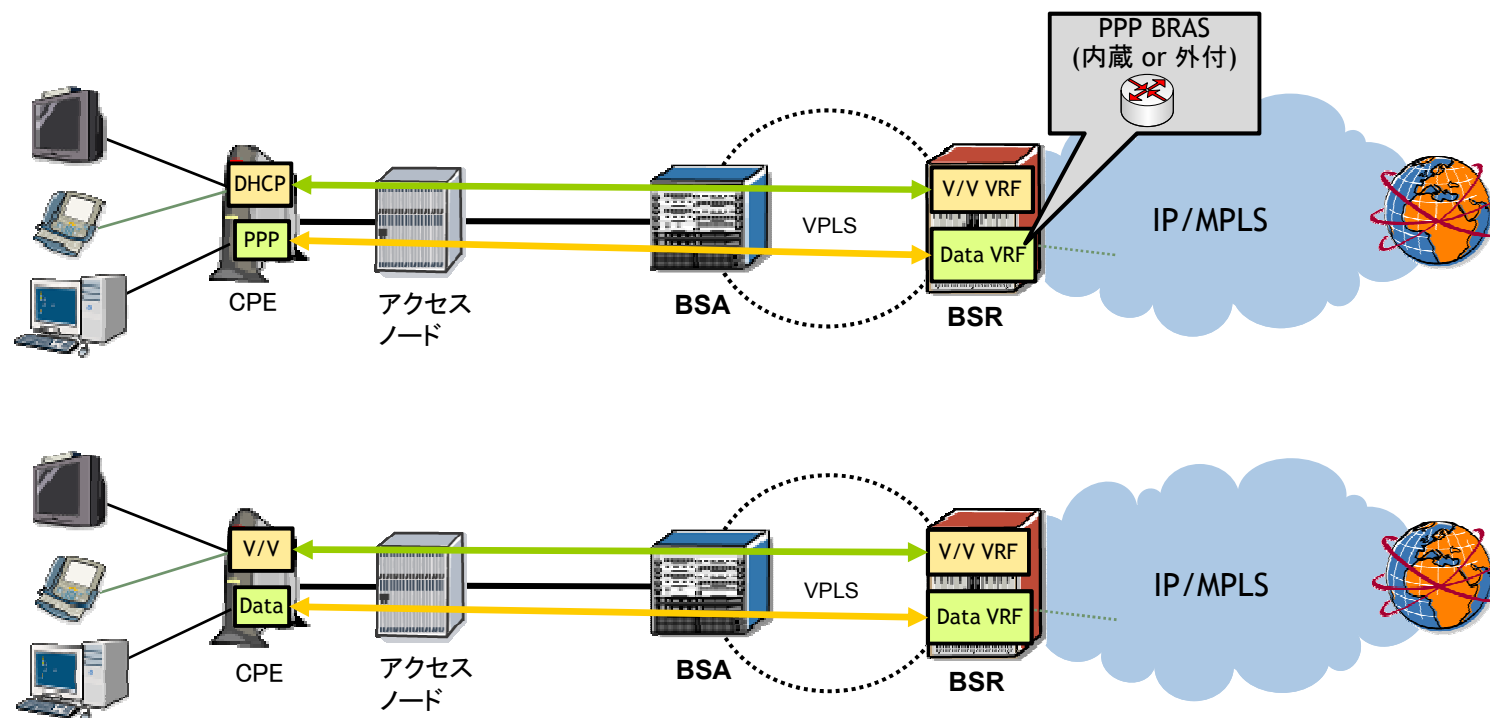 PPP BRAS
(内蔵 or 外付)
DHCP
V/V VRF
PPP
VPLS
Data VRF
IP/MPLS
CPE
アクセス
ノード
BSA
BSR
V/V
V/V VRF
Data
VPLS
Data VRF
IP/MPLS
CPE
アクセス
ノード
BSA
BSR